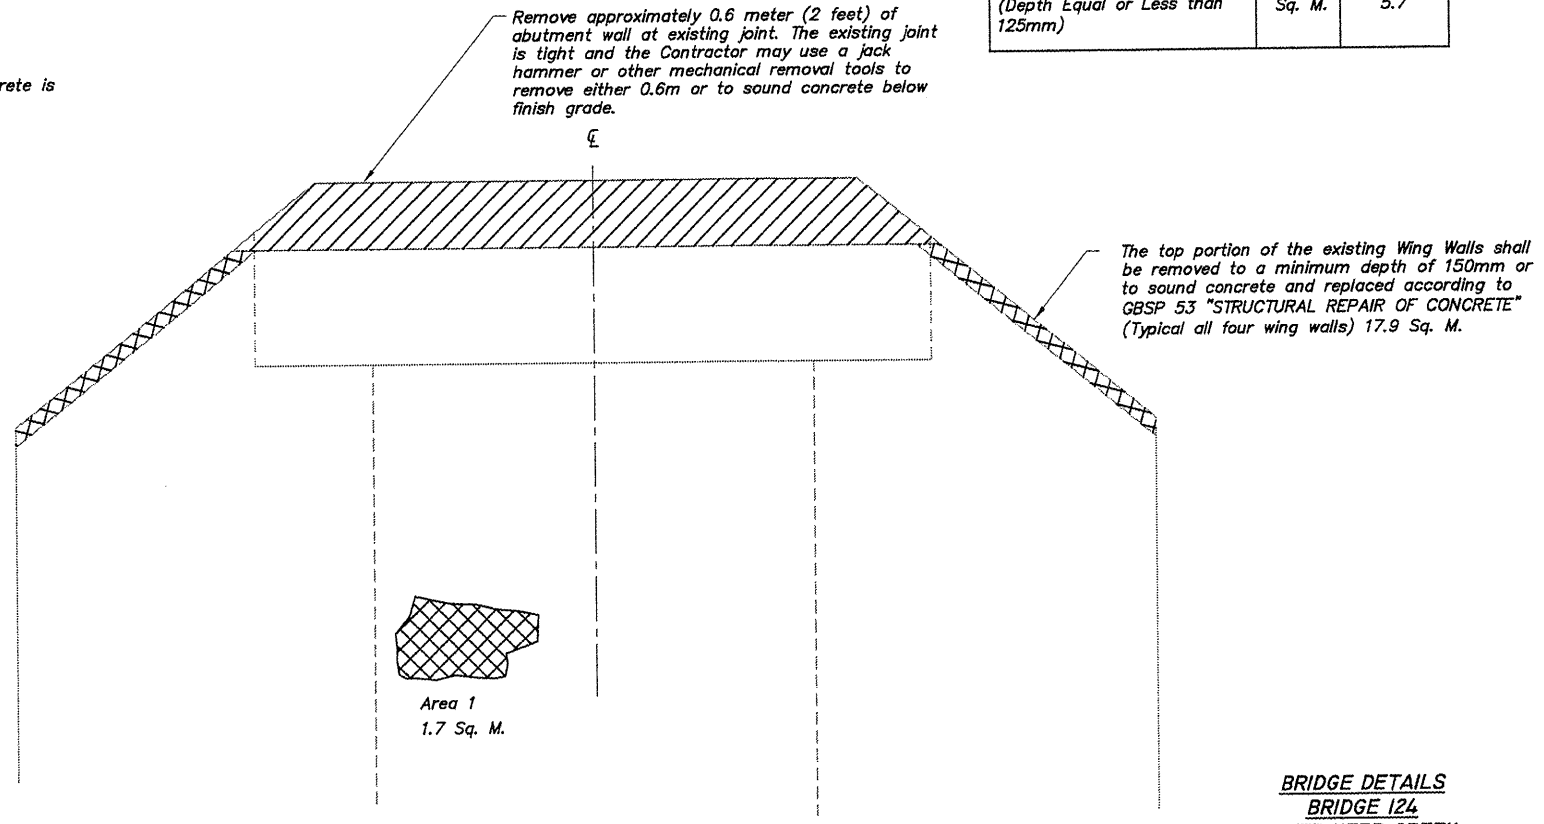 Remove approximately 0.6 meter (2 feet) of
abutment wall at existing joint. The existing joint
is tight and the Contractor may use a jack
hammer or other mechanical removal tools to
remove either 0.6m or to sound concrete below
finish grade.
(Depth Equal or Less than
125mm)
Sq. M.
5.7
is
℄
The top portion of the existing Wing Walls shall
be removed to a minimum depth of 150mm or
to sound concrete and replaced according to
GBSP 53 "STRUCTURAL REPAIR OF CONCRETE"
(Typical all four wing walls) 17.9 Sq. M.
Area 1
1.7 Sq. M.
BRIDGE DETAILS
BRIDGE 124